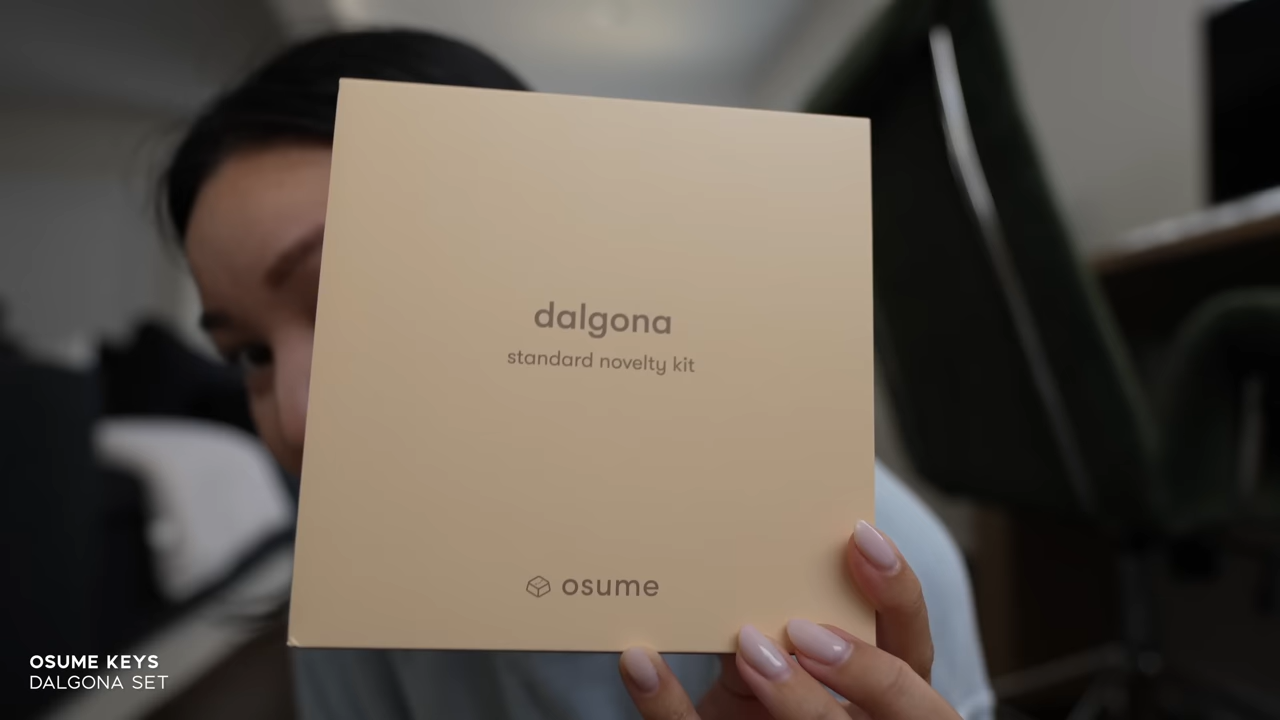 dalgona
standard novelty kit
osume
OSUME KEYS
DALGONA SET